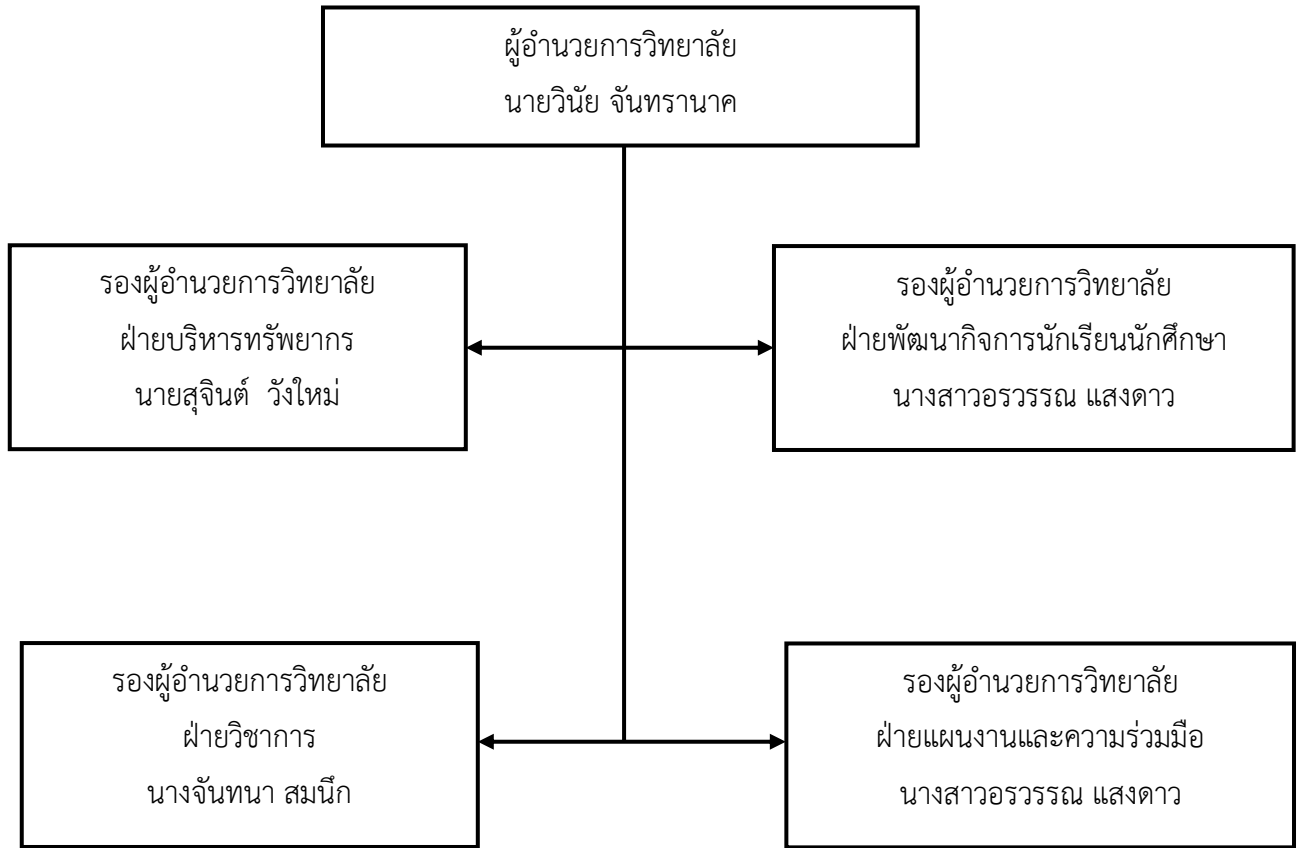 ผู้อำนวยการวิทยาลัย
นายวินัย จันทรานาค
รองผู้อำนวยการวิทยาลัย
ฝ่ายบริหารทรัพยากร
นายสุจินต์ วังใหม่
รองผู้อำนวยการวิทยาลัย
ฝ่ายพัฒนากิจการนักเรียนนักศึกษา
นางสาวอรวรรณ แสงดาว
รองผู้อำนวยการวิทยาลัย
ฝ่ายวิชาการ
นางจันทนา สมนึก
รองผู้อำนวยการวิทยาลัย
ฝ่ายแผนงานและความร่วมมือ
นางสาวอรวรรณ แสงดาว